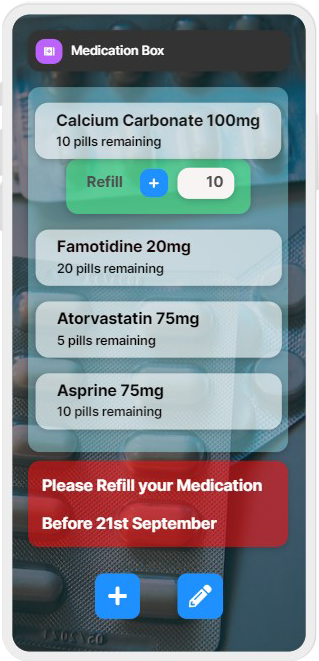 Medication Box
Calcium Carbonate 100mg
10 pills remaining
Refill + 10
Famotidine 20mg
20 pills remaining
Atorvastatin 75mg
5 pills remaining
Asprine 75mg
10 pills remaining
Please Refill your Medication
Before 21st September